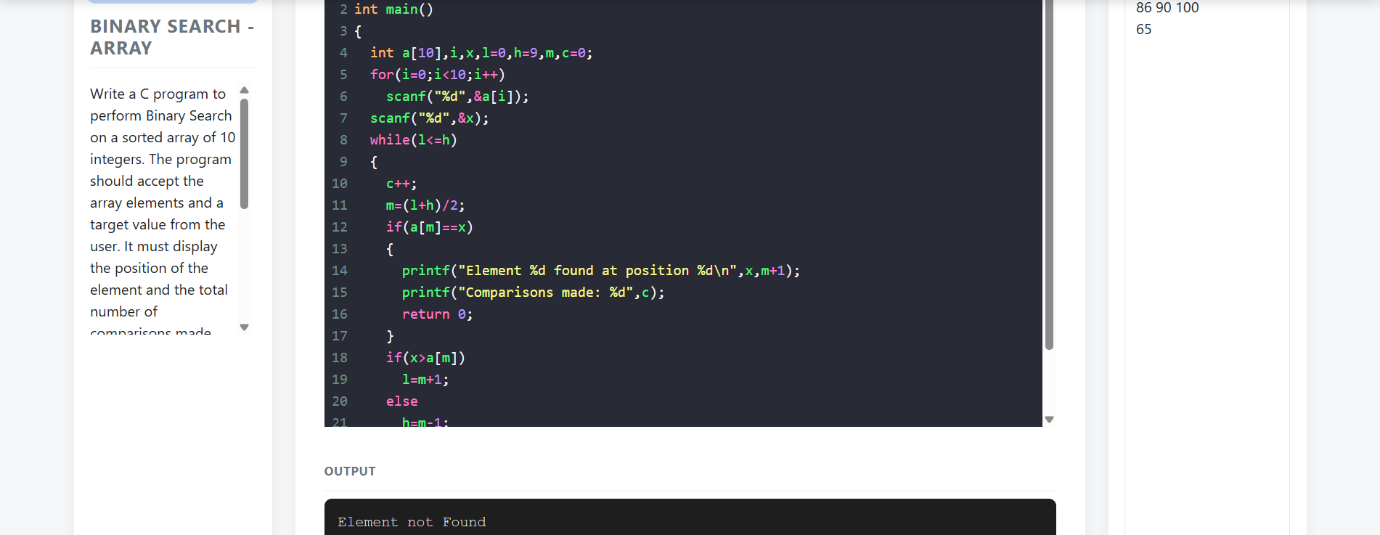 BINARY SEARCH -
ARRAY
Write a C program to
perform Binary Search
on a sorted array of 10
integers. The program
should accept the
array elements and a
target value from the
user. It must display
the position of the
element and the total
number of
comparisons made
2 int main()
3 {
4 int a[10],i,x,l=0,h=9,m,c=0;
5 for(i=0;i<10;i++)
6 scanf("%d",&a[i]);
7 scanf("%d",&x);
8 while(l<=h)
9 {
10 c++;
11 m=(l+h)/2;
12 if(a[m]==x)
13 {
14 printf("Element %d found at position %d\n",x,m+1);
15 printf("Comparisons made: %d",c);
16 return 0;
17 }
18 if(x>a[m])
19 l=m+1;
20 else
21 h=m-1;
OUTPUT
Element not Found
86 90 100
65